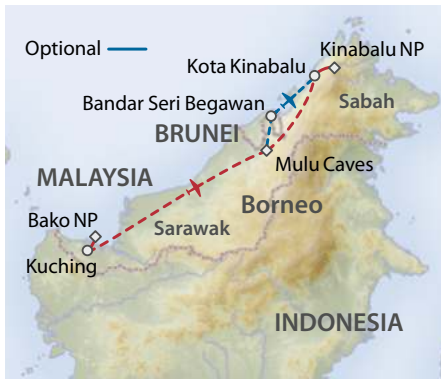 Optional
Kinabalu NP
Kota Kinabalu
Sabah
Bandar Seri Begawan
BRUNEI
Mulu Caves
MALAYSIA
Borneo
Bako NP
Sarawak
Kuching
INDONESIA